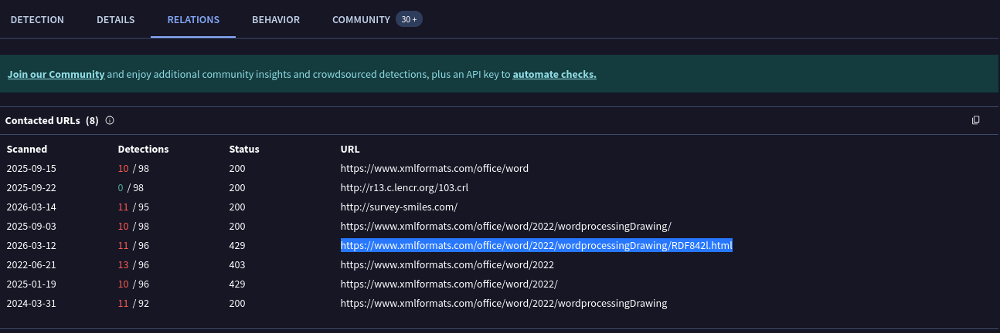 DETECTION DETAILS RELATIONS BEHAVIOR COMMUNITY 30 +
Join our Community and enjoy additional community insights and crowdsourced detections, plus an API key to automate checks.
Contacted URLs (8)
Scanned Detections Status URL
2025-09-15 10 / 98 200 https://www.xmlformats.com/office/word
2025-09-22 0 / 98 200 http://r13.c.lencr.org/103.crl
2026-03-14 11 / 95 200 http://survey-smiles.com/
2025-09-03 10 / 98 200 https://www.xmlformats.com/office/word/2022/wordprocessingDrawing/
2026-03-12 11 / 96 429 https://www.xmlformats.com/office/word/2022/wordprocessingDrawing/RDF842l.html
2022-06-21 13 / 96 403 https://www.xmlformats.com/office/word/2022
2025-01-19 10 / 96 429 https://www.xmlformats.com/office/word/2022/
2024-03-31 11 / 92 200 https://www.xmlformats.com/office/word/2022/wordprocessingDrawing